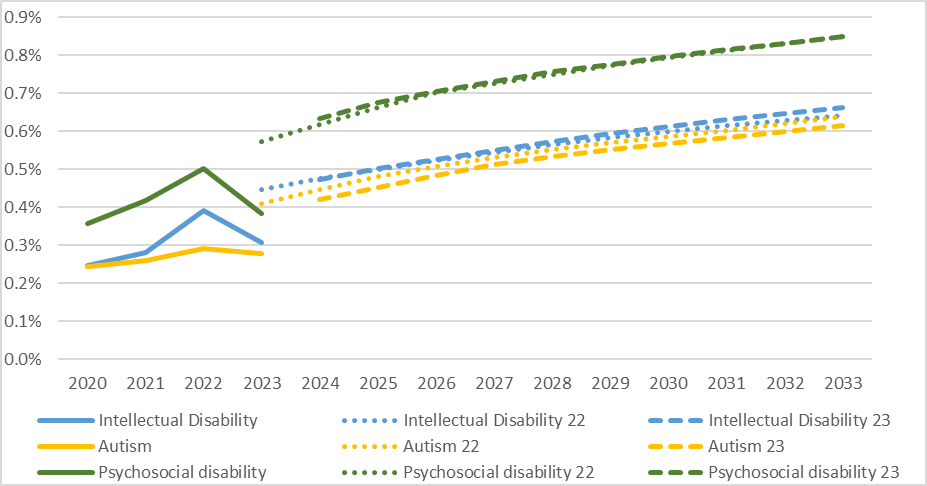 0.9%
0.8%
0.7%
0.6%
0.5%
0.4%
0.3%
0.2%
0.1%
0.0%
2020 2021 2022 2023 2024 2025 2026 2027 2028 2029 2030 2031 2032 2033
Intellectual Disability Intellectual Disability 22 Intellectual Disability 23
Autism Autism 22 Autism 23
Psychosocial disability Psychosocial disability 22 Psychosocial disability 23